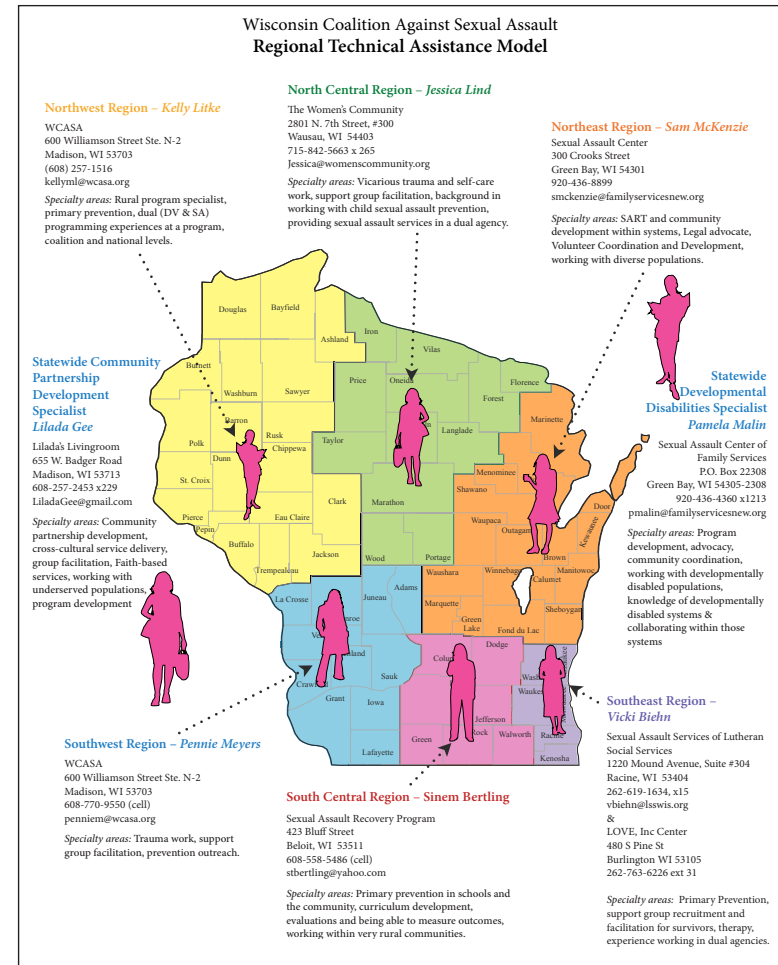 Wisconsin Coalition Against Sexual Assault
Regional Technical Assistance Model
Northwest Region – Kelly Litke
WCASA
600 Williamson Street Ste. N-2
Madison, WI 53703
(608) 257-1516
kellyml@wcasa.org
Specialty areas: Rural program specialist,
primary prevention, dual (DV & SA)
programming experiences at a program,
coalition and national levels.
North Central Region – Jessica Lind
The Women's Community
2801 N. 7th Street, #300
Wausau, WI 54403
715-842-5663 x 265
Jessica@womenscommunity.org
Specialty areas: Vicarious trauma and self-care
work, support group facilitation, background in
working with child sexual assault prevention,
providing sexual assault services in a dual agency.
Northeast Region – Sam McKenzie
Sexual Assault Center
300 Crooks Street
Green Bay, WI 54301
920-436-8899
smckenzie@familyservicesnew.org
Specialty areas: SART and community
development within systems, Legal advocate,
Volunteer Coordination and Development,
working with diverse populations.
Statewide Community
Partnership
Development
Specialist
Lilada Gee
Lilada's Livingroom
655 W. Badger Road
Madison, WI 53713
608-257-2453 x229
LiladaGee@gmail.com
Specialty areas: Community
partnership development,
cross-cultural service delivery,
group facilitation, Faith-based
services, working with
underserved populations,
program development
Statewide
Developmental
Disabilities Specialist
Pamela Malin
Sexual Assault Center of
Family Services
P.O. Box 22308
Green Bay, WI 54305-2308
920-436-4360 x1213
pmalin@familyservicesnew.org
Specialty areas: Program
development, advocacy,
community coordination,
working with developmentally
disabled populations,
knowledge of developmentally
disabled systems &
collaborating within those
systems
Douglas
Bayfield
Ashland
Iron
Vilas
Burnett
Washburn
Sawyer
Price
Oneida
Forest
Florence
Marinette
Barron
Rusk
Polk
Dunn
Chippewa
Taylor
Langlade
Menominee
St. Croix
Clark
Marathon
Shawano
Door
Pierce
Pepin
Eau Claire
Buffalo
Jackson
Trempealeau
Wood
Portage
Waupaca
Outagam
Brown
Kewaunee
Waushara
Winnebago
Calumet
Manitowoc
La Crosse
Juneau
Adams
Marquette
Green
Lake
Fond du Lac
Sheboygan
Sauk
Dodge
Grant
Iowa
Lafayette
Green
Jefferson
Rock
Walworth
Racine
Kenosha
Southwest Region – Pennie Meyers
WCASA
600 Williamson Street Ste. N-2
Madison, WI 53703
608-770-9550 (cell)
penniem@wcasa.org
Specialty areas: Trauma work, support
group facilitation, prevention outreach.
South Central Region – Sinem Bertling
Sexual Assault Recovery Program
423 Bluff Street
Beloit, WI 53511
608-558-5486 (cell)
stbertling@yahoo.com
Specialty areas: Primary prevention in schools and
the community, curriculum development,
evaluations and being able to measure outcomes,
working within very rural communities.
Southeast Region –
Vicki Biehn
Sexual Assault Services of Lutheran
Social Services
1220 Mound Avenue, Suite #304
Racine, WI 53404
262-619-1634, x15
vbiehn@lsswis.org
&
LOVE, Inc Center
480 S Pine St
Burlington WI 53105
262-763-6226 ext 31
Specialty areas: Primary Prevention,
support group recruitment and
facilitation for survivors, therapy,
experience working in dual agencies.